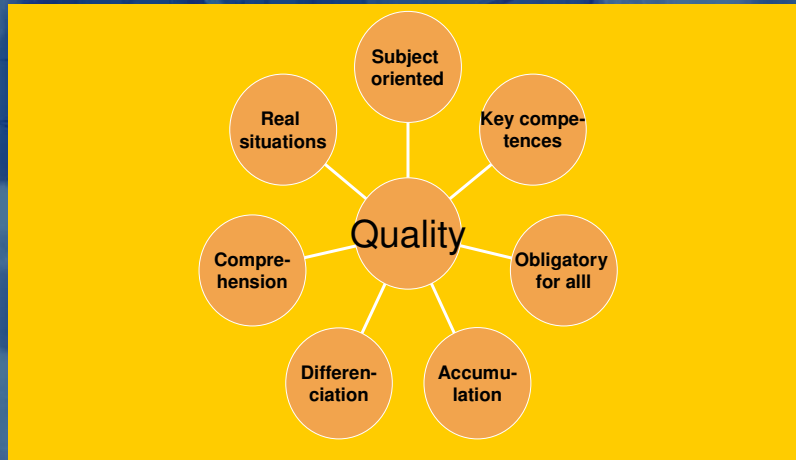 Subject
oriented
Key compe-
tences
Obligatory
for alll
Accumu-
lation
Differen-
ciation
Compre-
hension
Real
situations
Quality